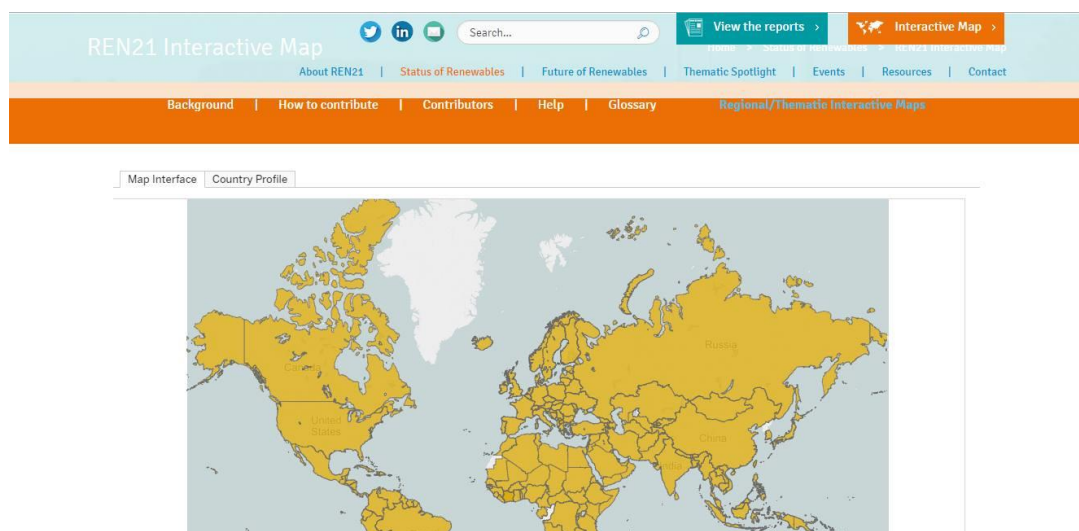 REN21 Interactive Map
Search...
View the reports >
Interactive Map >
Home > Status of Renewables > REN21 Interactive Map
About REN21 | Status of Renewables | Future of Renewables | Thematic Spotlight | Events | Resources | Contact
Background | How to contribute | Contributors | Help | Glossary
Regional/Thematic Interactive Maps
Map Interface
Country Profile
Russia
Canada
United
States
China
India